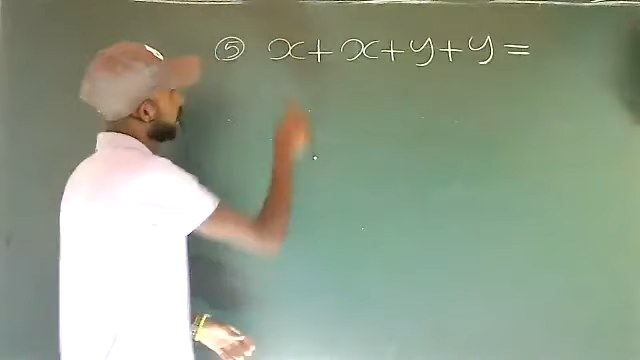 ⑤ x + x + y + y =